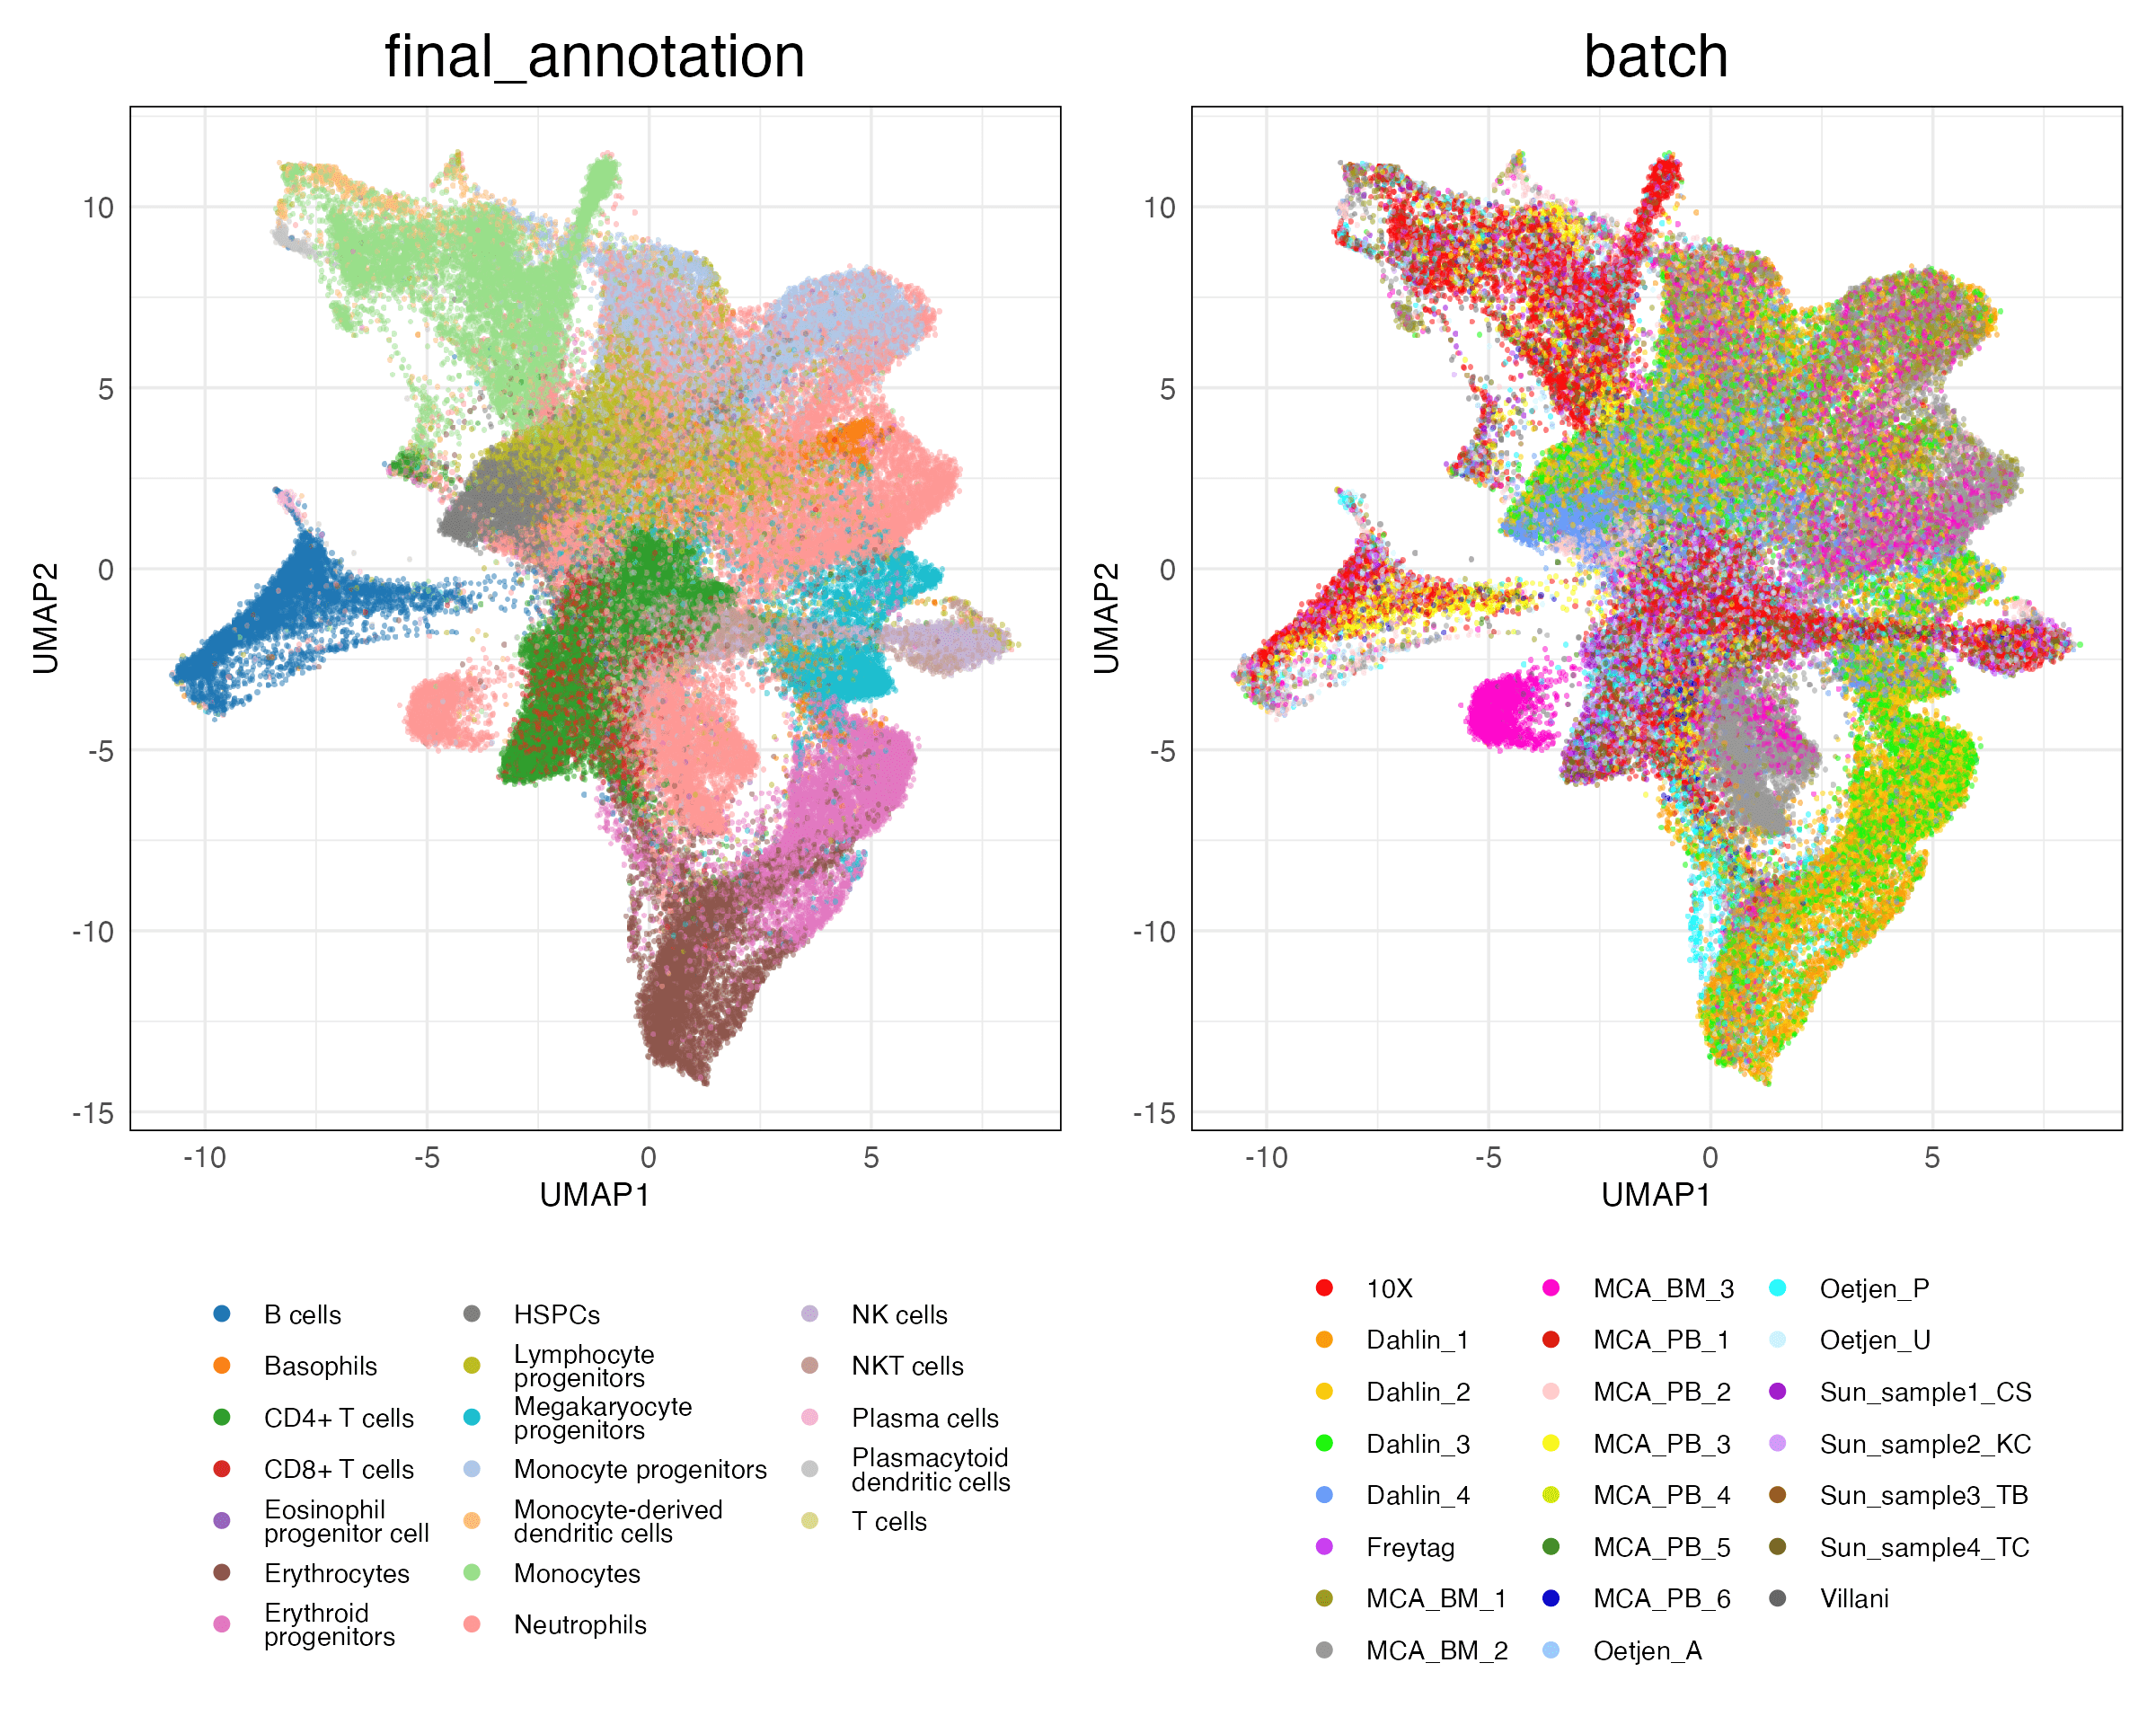 final_annotation
batch
10
5
0
-5
-10
-15
UMAP2
-10
-5
0
5
UMAP1
10
5
0
-5
-10
-15
UMAP2
-10
-5
0
5
UMAP1
B cells
Basophils
CD4+ T cells
CD8+ T cells
Eosinophil
progenitor cell
Erythrocytes
Erythroid
progenitors
HSPCs
Lymphocyte
progenitors
Megakaryocyte
progenitors
Monocyte progenitors
Monocyte-derived
dendritic cells
Monocytes
Neutrophils
NK cells
NKT cells
Plasma cells
Plasmacytoid
dendritic cells
T cells
10X
Dahlin_1
Dahlin_2
Dahlin_3
Dahlin_4
Freytag
MCA_BM_1
MCA_BM_2
MCA_BM_3
MCA_PB_1
MCA_PB_2
MCA_PB_3
MCA_PB_4
MCA_PB_5
MCA_PB_6
Oetjen_A
Oetjen_P
Oetjen_U
Sun_sample1_CS
Sun_sample2_KC
Sun_sample3_TB
Sun_sample4_TC
Villani